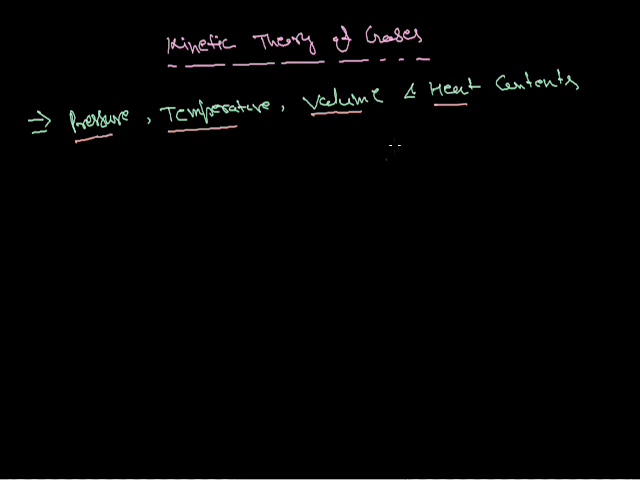 Kinetic Theory of Gases
⇒ Pressure, Temperature, Volume & Heat Contents